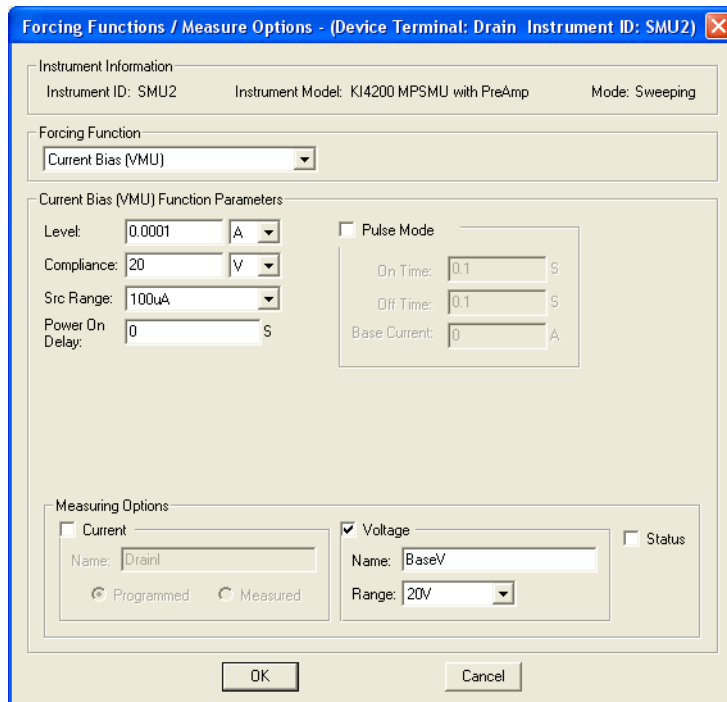 Forcing Functions / Measure Options - (Device Terminal: Drain Instrument ID: SMU2)
Instrument Information
Instrument ID: SMU2 Instrument Model: KI4200 MPSMU with PreAmp Mode: Sweeping
Forcing Function
Current Bias (VMU)
Current Bias (VMU) Function Parameters
Level: 0.0001 A
Compliance: 20 V
Src Range: 100uA
Power On Delay: 0 S
Pulse Mode
On Time: 0.1 S
Off Time: 0.1 S
Base Current: 0 A
Measuring Options
Current
Name: DrainI
Programmed Measured
Voltage
Name: BaseV
Range: 20V
Status
OK Cancel